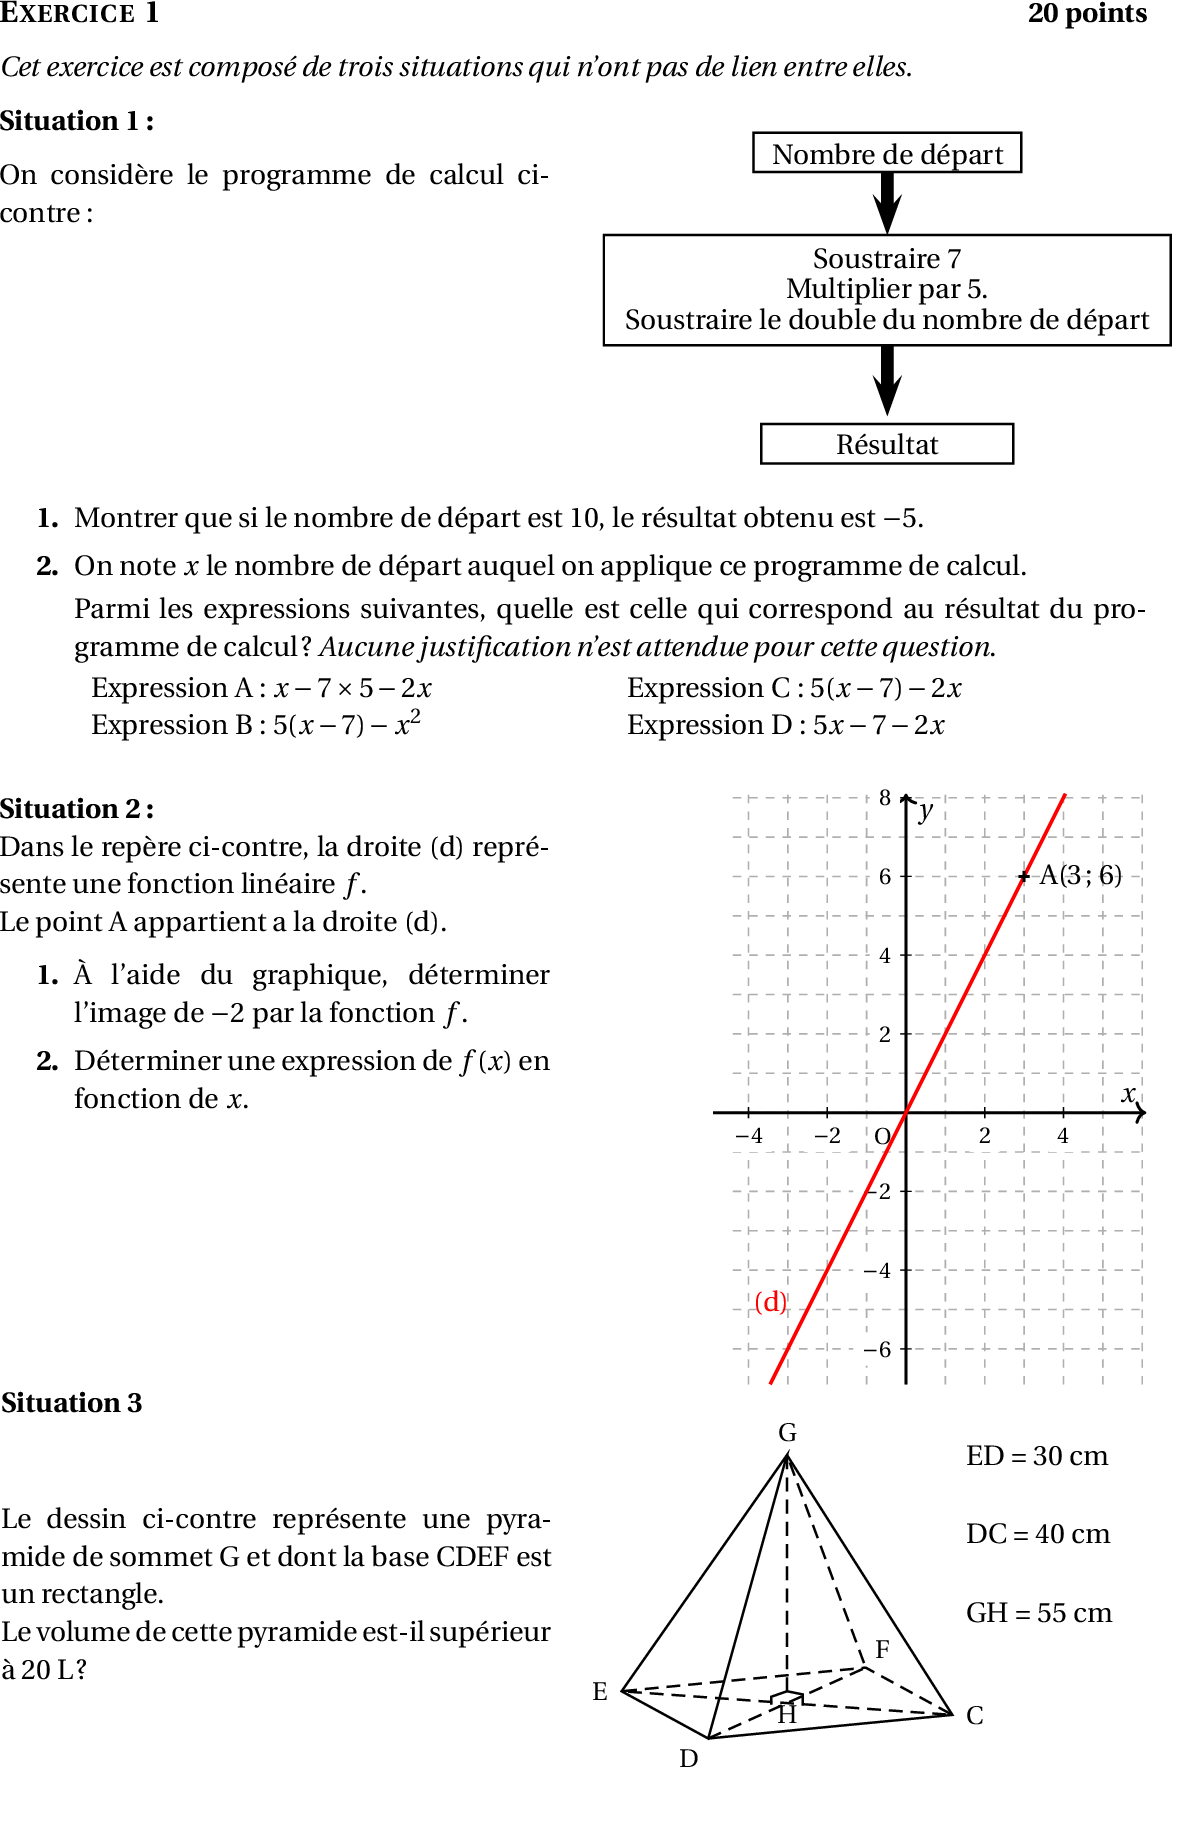 EXERCICE 1 20 points
Cet exercice est composé de trois situations qui n'ont pas de lien entre elles.
Situation 1 :
On considère le programme de calcul ci-
contre :
Nombre de départ
Soustraire 7
Multiplier par 5.
Soustraire le double du nombre de départ
Résultat
1. Montrer que si le nombre de départ est 10, le résultat obtenu est −5.
2. On note x le nombre de départ auquel on applique ce programme de calcul.
Parmi les expressions suivantes, quelle est celle qui correspond au résultat du pro-
gramme de calcul ? Aucune justification n'est attendue pour cette question.
Expression A : x − 7 × 5 − 2x Expression C : 5(x − 7) − 2x
Expression B : 5(x − 7) − x² Expression D : 5x − 7 − 2x
Situation 2 :
Dans le repère ci-contre, la droite (d) repré-
sente une fonction linéaire f.
Le point A appartient a la droite (d).
1. À l'aide du graphique, déterminer
l'image de −2 par la fonction f.
2. Déterminer une expression de f(x) en
fonction de x.
8
y
6
A(3 ; 6)
4
2
x
−4 −2 O 2 4
−2
−4
(d)
−6
Situation 3
Le dessin ci-contre représente une pyra-
mide de sommet G et dont la base CDEF est
un rectangle.
Le volume de cette pyramide est-il supérieur
à 20 L ?
G
ED = 30 cm
DC = 40 cm
GH = 55 cm
F
E
H
C
D